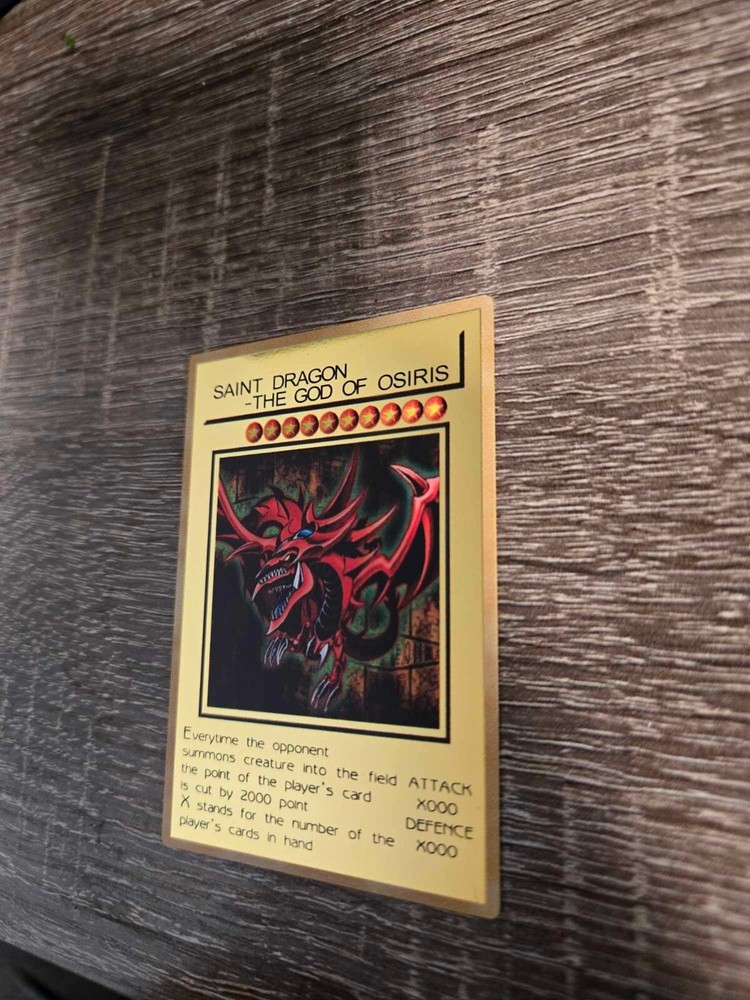 SAINT DRAGON
-THE GOD OF OSIRIS
Everytime the opponent
summons creature into the field
the point of the player's card
is cut by 2000 point
X stands for the number of the
player's cards in hand
ATTACK
X000
DEFENCE
X000